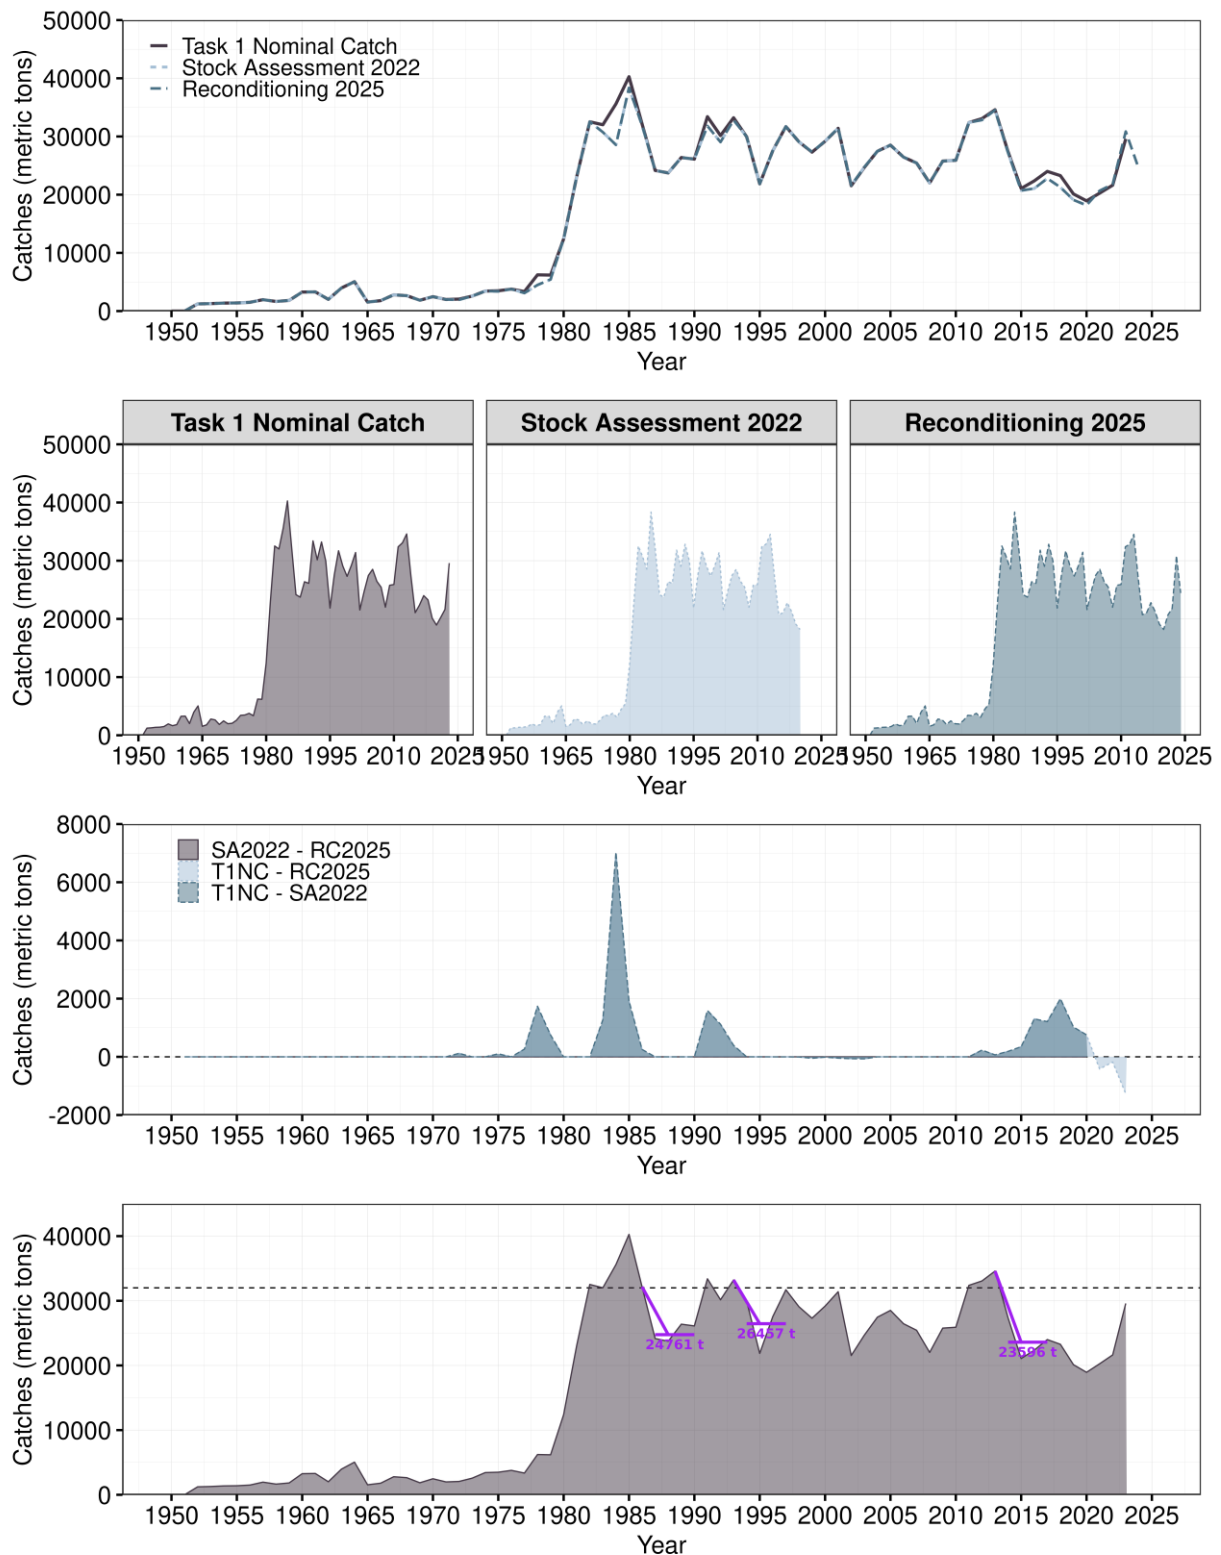 50000
40000
30000
20000
10000
0
Catches (metric tons)
Task 1 Nominal Catch
Stock Assessment 2022
Reconditioning 2025
1950 1955 1960 1965 1970 1975 1980 1985 1990 1995 2000 2005 2010 2015 2020 2025
Year
Task 1 Nominal Catch Stock Assessment 2022 Reconditioning 2025
50000
40000
30000
20000
10000
0
Catches (metric tons)
1950 1965 1980 1995 2010 2025 1950 1965 1980 1995 2010 2025 1950 1965 1980 1995 2010 2025
Year
8000
6000
4000
2000
0
-2000
Catches (metric tons)
SA2022 - RC2025
T1NC - RC2025
T1NC - SA2022
1950 1955 1960 1965 1970 1975 1980 1985 1990 1995 2000 2005 2010 2015 2020 2025
Year
40000
30000
20000
10000
0
Catches (metric tons)
26457 t
24761 t
23596 t
1950 1955 1960 1965 1970 1975 1980 1985 1990 1995 2000 2005 2010 2015 2020 2025
Year